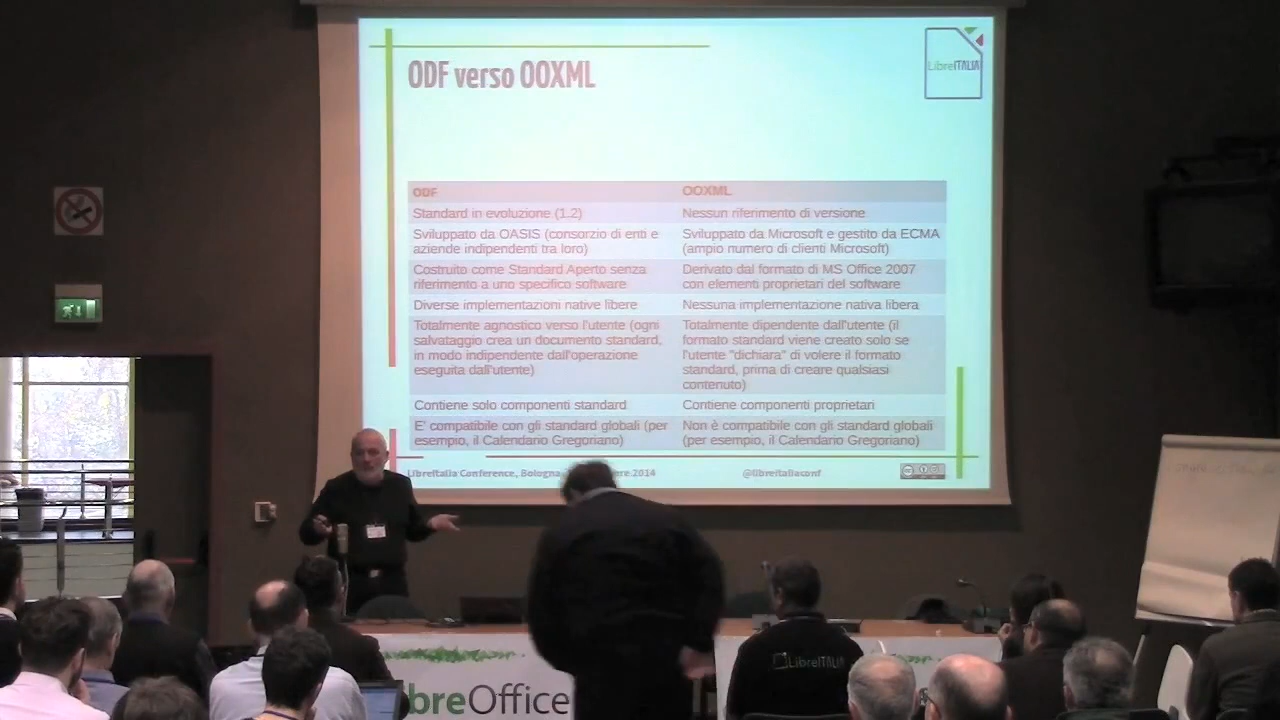 ODF verso OOXML
LibreITALIA
ODF
OOXML
Standard in evoluzione (1.2)
Nessun riferimento di versione
Sviluppato da OASIS (consorzio di enti e
aziende indipendenti tra loro)
Sviluppato da Microsoft e gestito da ECMA
(ampio numero di clienti Microsoft)
Costruito come Standard Aperto senza
riferimento a uno specifico software
Derivato dal formato di MS Office 2007
con elementi proprietari del software
Diverse implementazioni native libere
Nessuna implementazione nativa libera
Totalmente agnostico verso l'utente (ogni
salvataggio crea un documento standard,
in modo indipendente dall'operazione
eseguita dall'utente)
Totalmente dipendente dall'utente (il
formato standard viene creato solo se
l'utente "dichiara" di volere il formato
standard, prima di creare qualsiasi
contenuto)
Contiene solo componenti standard
Contiene componenti proprietari
E' compatibile con gli standard globali (per
esempio, il Calendario Gregoriano)
Non è compatibile con gli standard globali
(per esempio, il Calendario Gregoriano)
LibreItalia Conference, Bologna 2014
@libreitaliaconf
LibreITALIA
breOffice